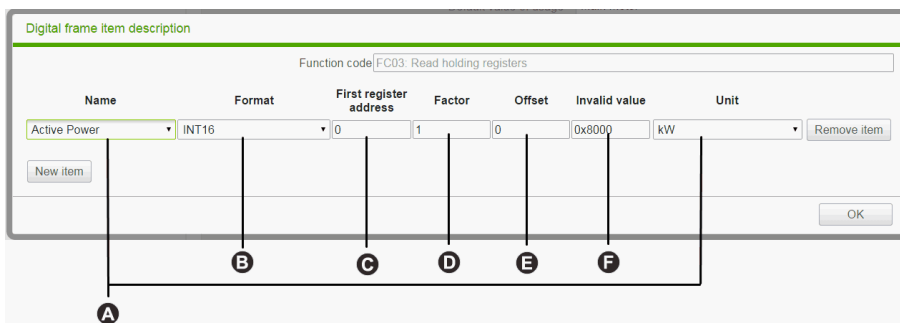 Digital frame item description
Function code FC03: Read holding registers
Name Format First register address Factor Offset Invalid value Unit
Active Power INT16 0 1 0 0x8000 kW Remove item
New item
OK
B C D E F
A